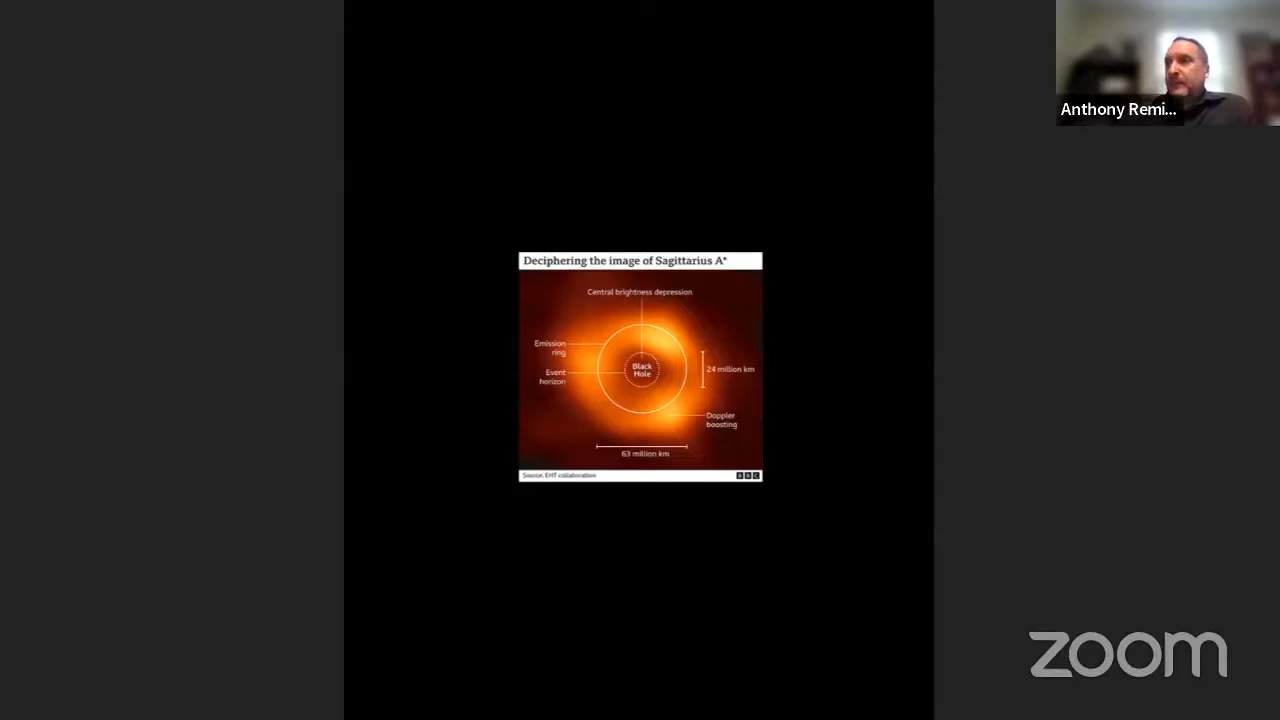 Anthony Remi...
Deciphering the image of Sagittarius A*
Central brightness depression
Emission
ring
Event
horizon
Black
Hole
24 million km
Doppler
boosting
63 million km
Source: EHT collaboration
BBC
zoom